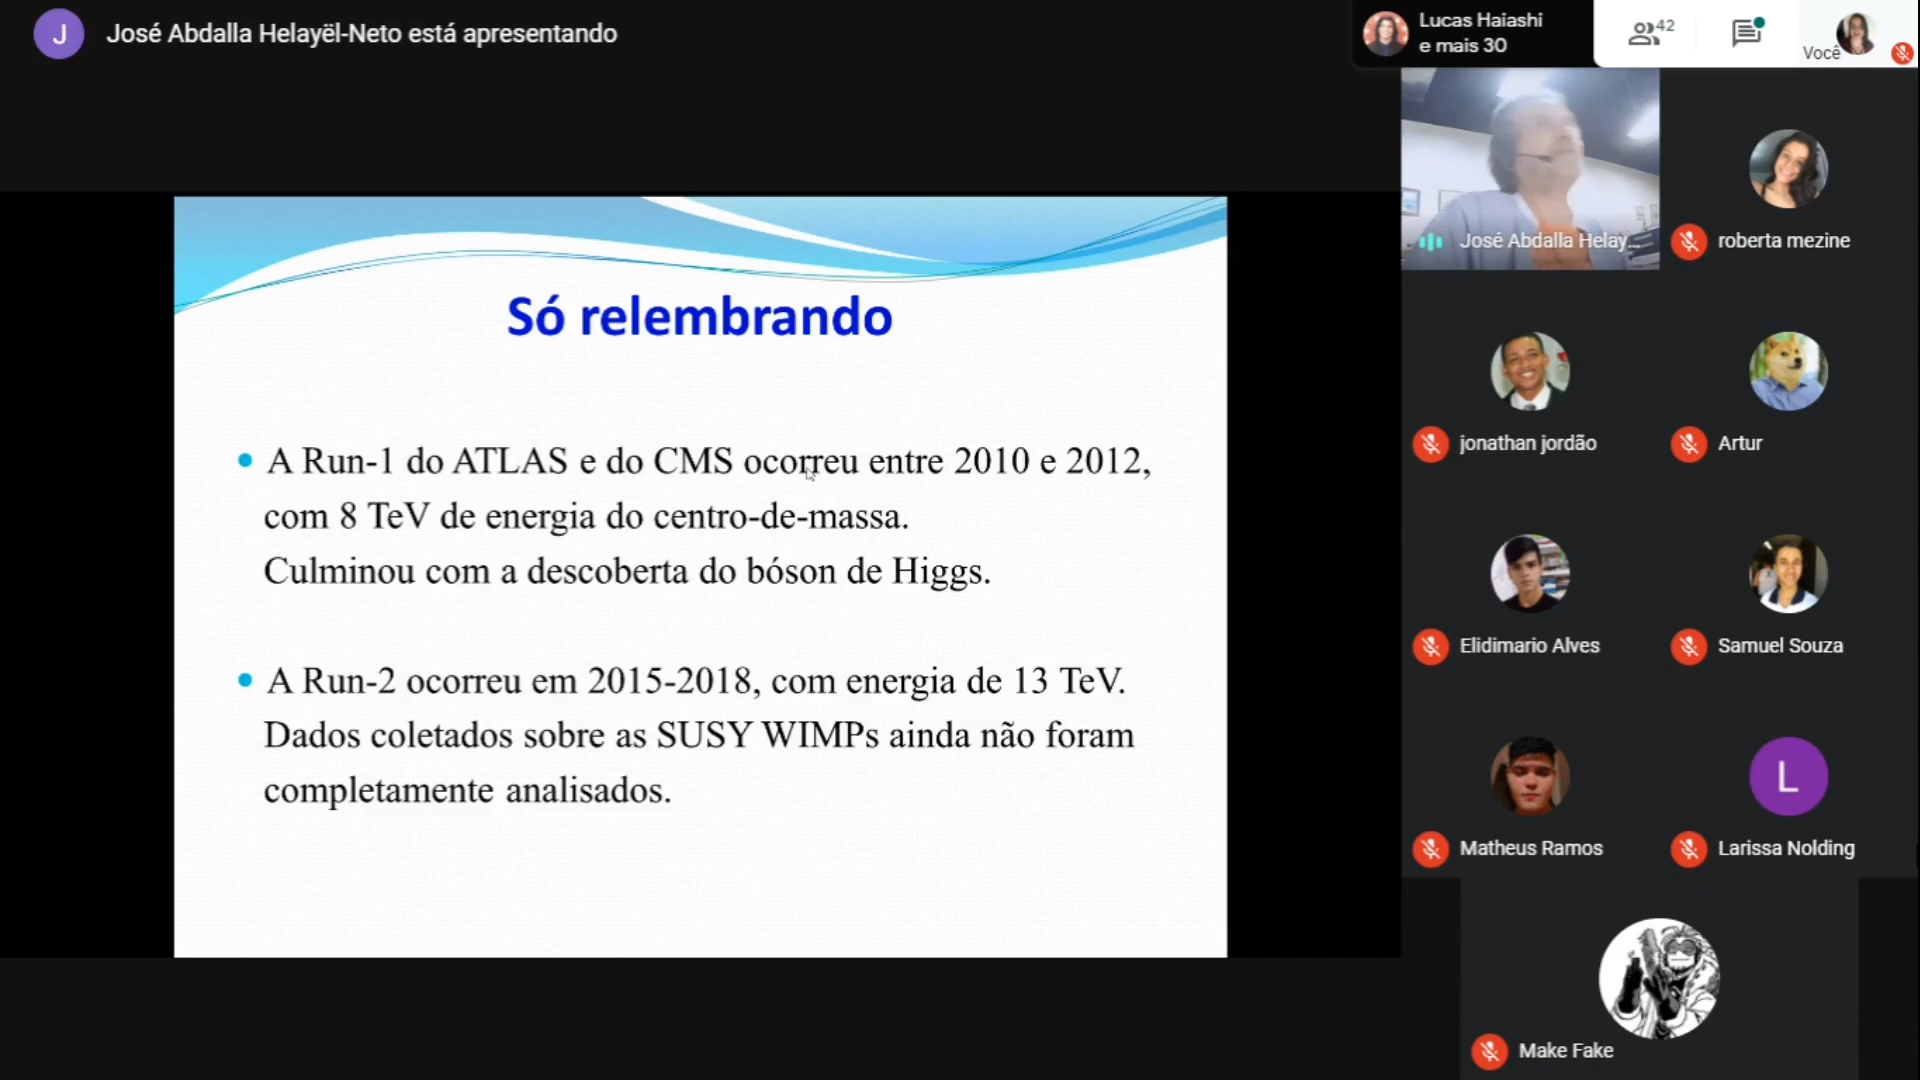 J
José Abdalla Helayël-Neto está apresentando
Lucas Haiashi
e mais 30
42
Você
Só relembrando
A Run-1 do ATLAS e do CMS ocorreu entre 2010 e 2012,
com 8 TeV de energia do centro-de-massa.
Culminou com a descoberta do bóson de Higgs.
A Run-2 ocorreu em 2015-2018, com energia de 13 TeV.
Dados coletados sobre as SUSY WIMPs ainda não foram
completamente analisados.
José Abdalla Helay...
roberta mezine
jonathan jordão
Artur
Elidimario Alves
Samuel Souza
Matheus Ramos
L
Larissa Nolding
Make Fake